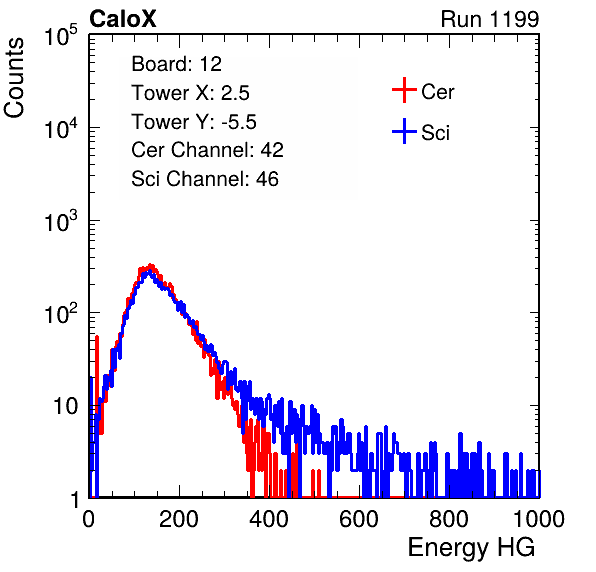 CaloX Run 1199
Counts
Board: 12
Tower X: 2.5
Tower Y: -5.5
Cer Channel: 42
Sci Channel: 46
Cer
Sci
10^5
10^4
10^3
10^2
10
1
0 200 400 600 800 1000
Energy HG